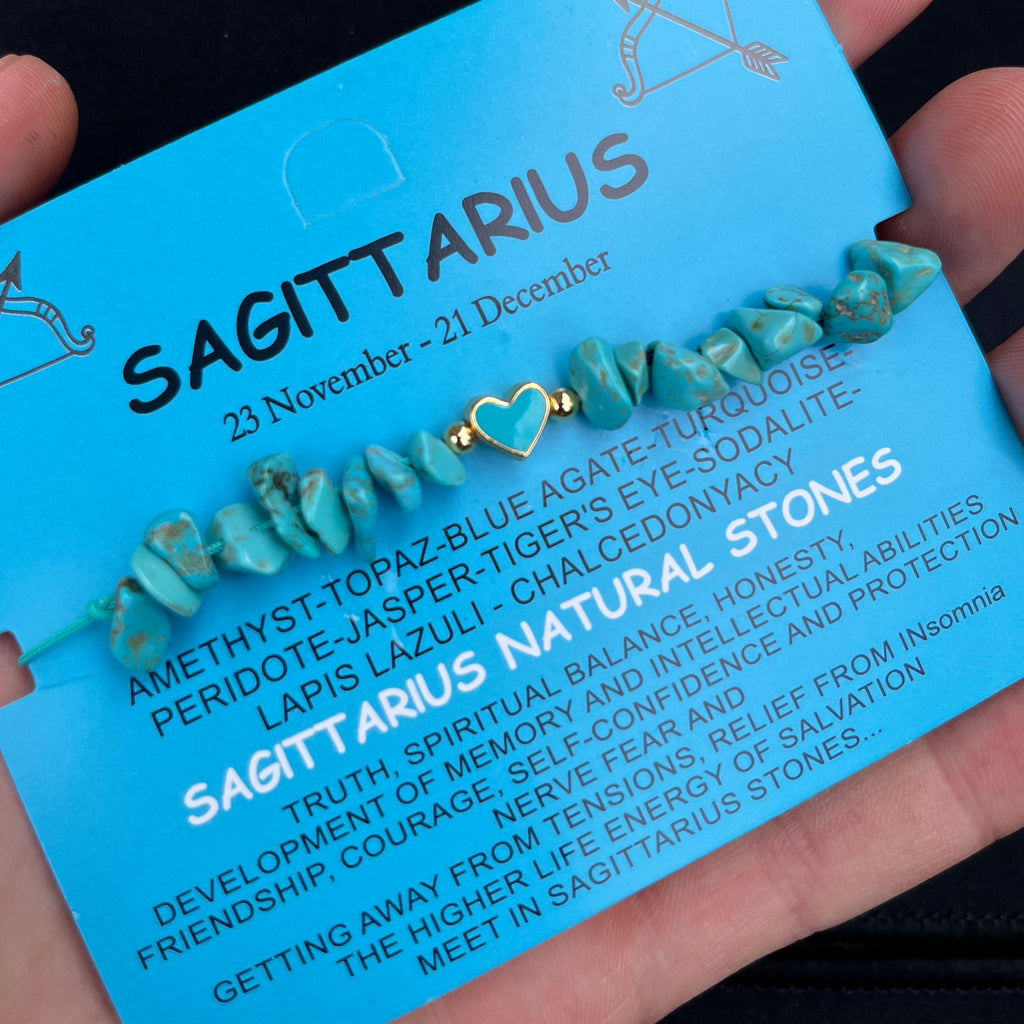 SAGITTARIUS
23 November - 21 December
AMETHYST-TOPAZ-BLUE AGATE-TURQUOISE-
PERIDOTE-JASPER-TIGER'S EYE-SODALITE-
LAPIS LAZULI - CHALCEDONYACY
SAGITTARIUS NATURAL STONES
TRUTH, SPIRITUAL BALANCE, HONESTY,
DEVELOPMENT OF MEMORY AND INTELLECTUAL ABILITIES
FRIENDSHIP, COURAGE, SELF-CONFIDENCE AND PROTECTION
NERVE FEAR AND
GETTING AWAY FROM TENSIONS, RELIEF FROM INsomnia
THE HIGHER LIFE ENERGY OF SALVATION
MEET IN SAGITTARIUS STONES...